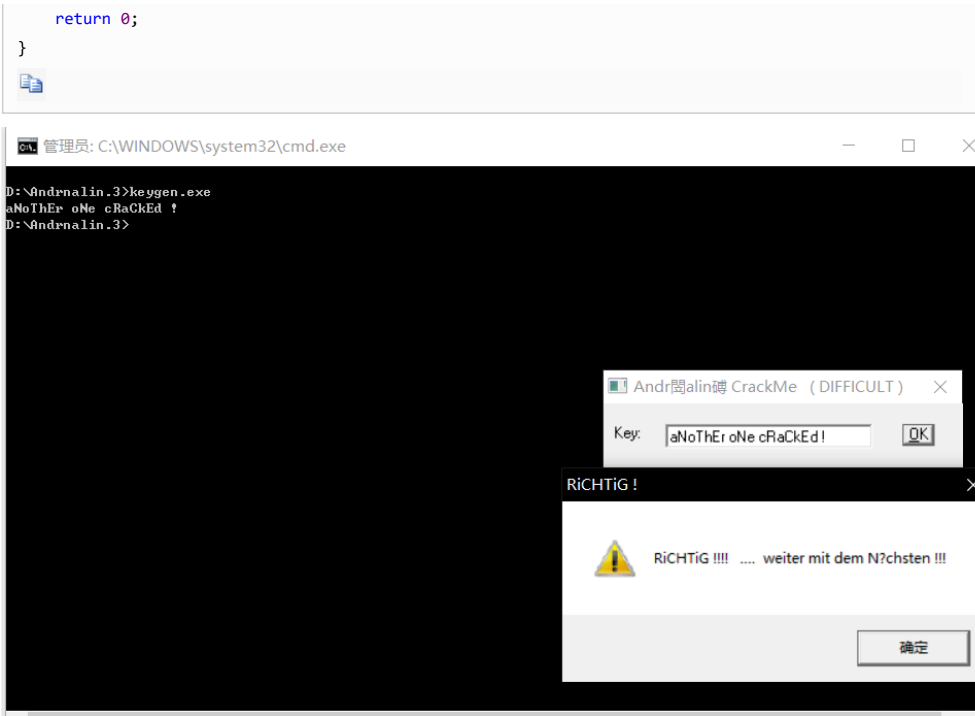 return 0;
}
管理员: C:\WINDOWS\system32\cmd.exe
D:\Andrnalin.3>keygen.exe
aNoThEr oNe cRaCkEd !
D:\Andrnalin.3>
Andr閚alin磗 CrackMe ( DIFFICULT )
Key:
aNoThEr oNe cRaCkEd !
OK
RiCHTiG !
RiCHTiG !!!! .... weiter mit dem N?chsten !!!
确定